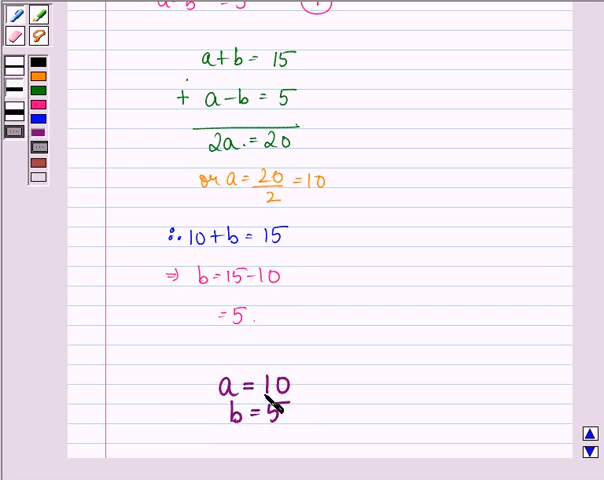 a + b = 15
+ a - b = 5
2a = 20
or a = 20/2 = 10
∴ 10 + b = 15
⇒ b = 15 - 10
= 5.
a = 10
b = 5